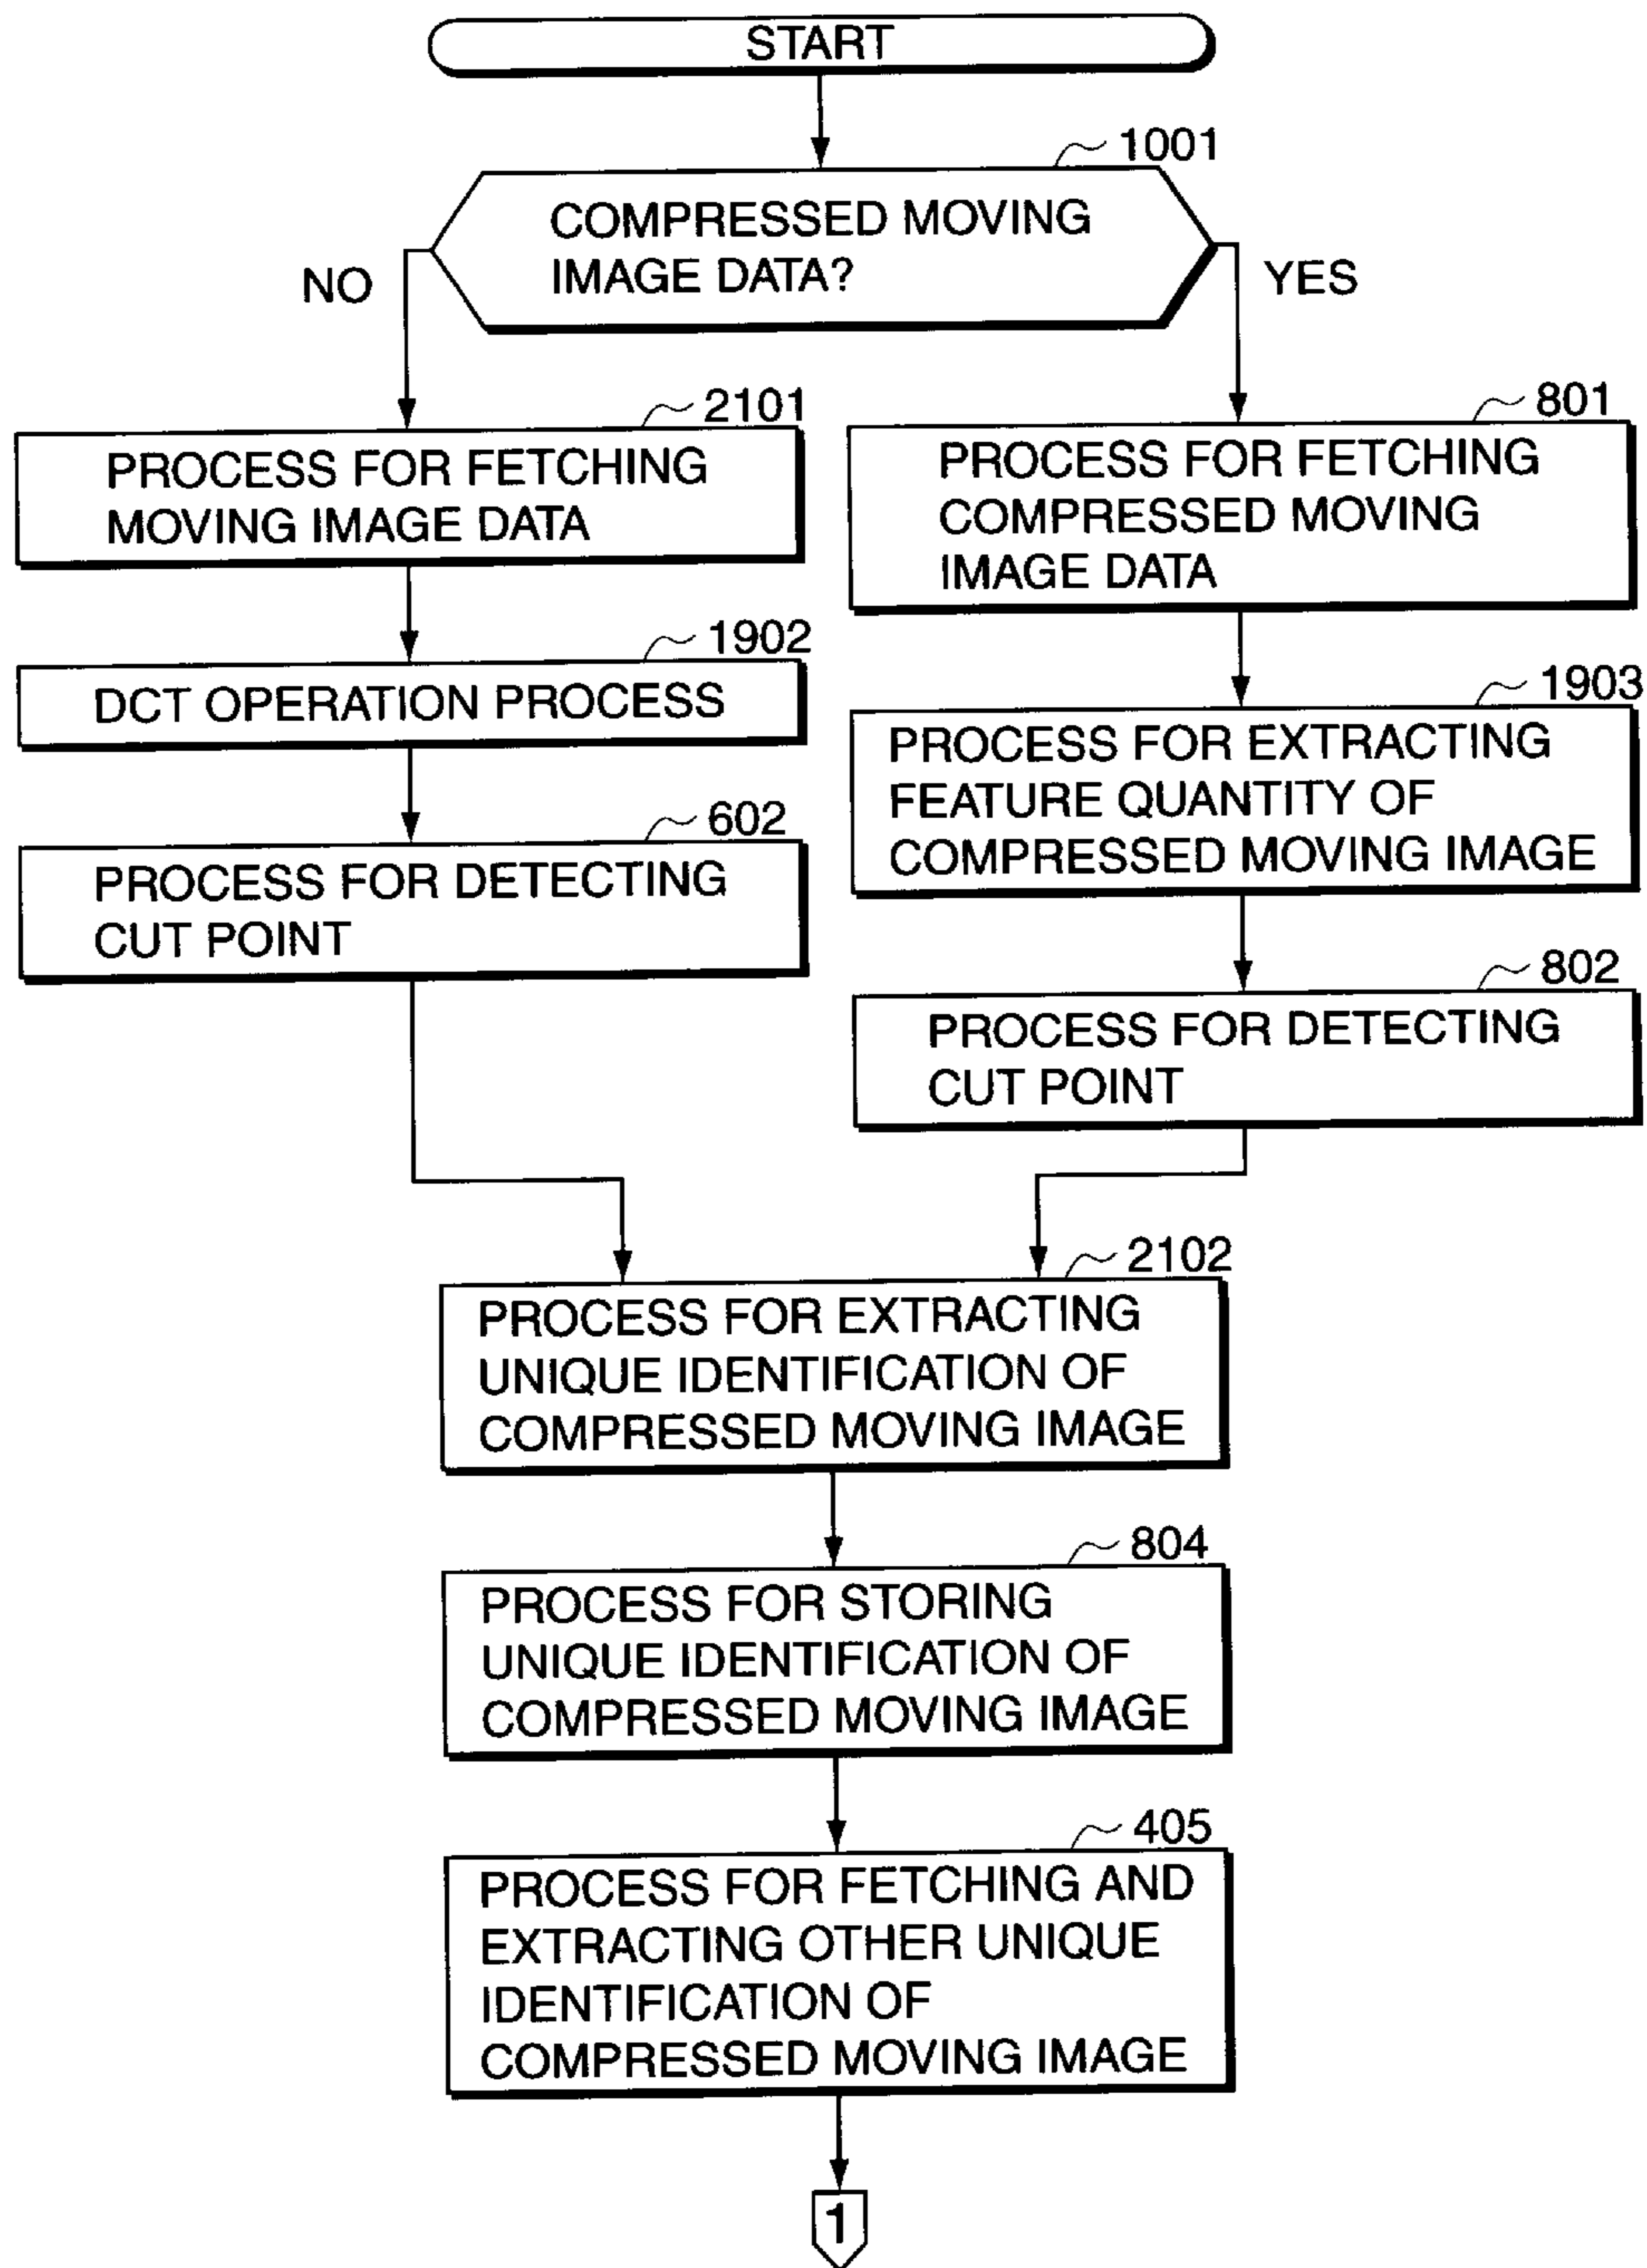 START
1001
COMPRESSED MOVING
IMAGE DATA?
NO
YES
2101
PROCESS FOR FETCHING
MOVING IMAGE DATA
1902
DCT OPERATION PROCESS
602
PROCESS FOR DETECTING
CUT POINT
801
PROCESS FOR FETCHING
COMPRESSED MOVING
IMAGE DATA
1903
PROCESS FOR EXTRACTING
FEATURE QUANTITY OF
COMPRESSED MOVING IMAGE
802
PROCESS FOR DETECTING
CUT POINT
2102
PROCESS FOR EXTRACTING
UNIQUE IDENTIFICATION OF
COMPRESSED MOVING IMAGE
804
PROCESS FOR STORING
UNIQUE IDENTIFICATION OF
COMPRESSED MOVING IMAGE
405
PROCESS FOR FETCHING AND
EXTRACTING OTHER UNIQUE
IDENTIFICATION OF
COMPRESSED MOVING IMAGE
1